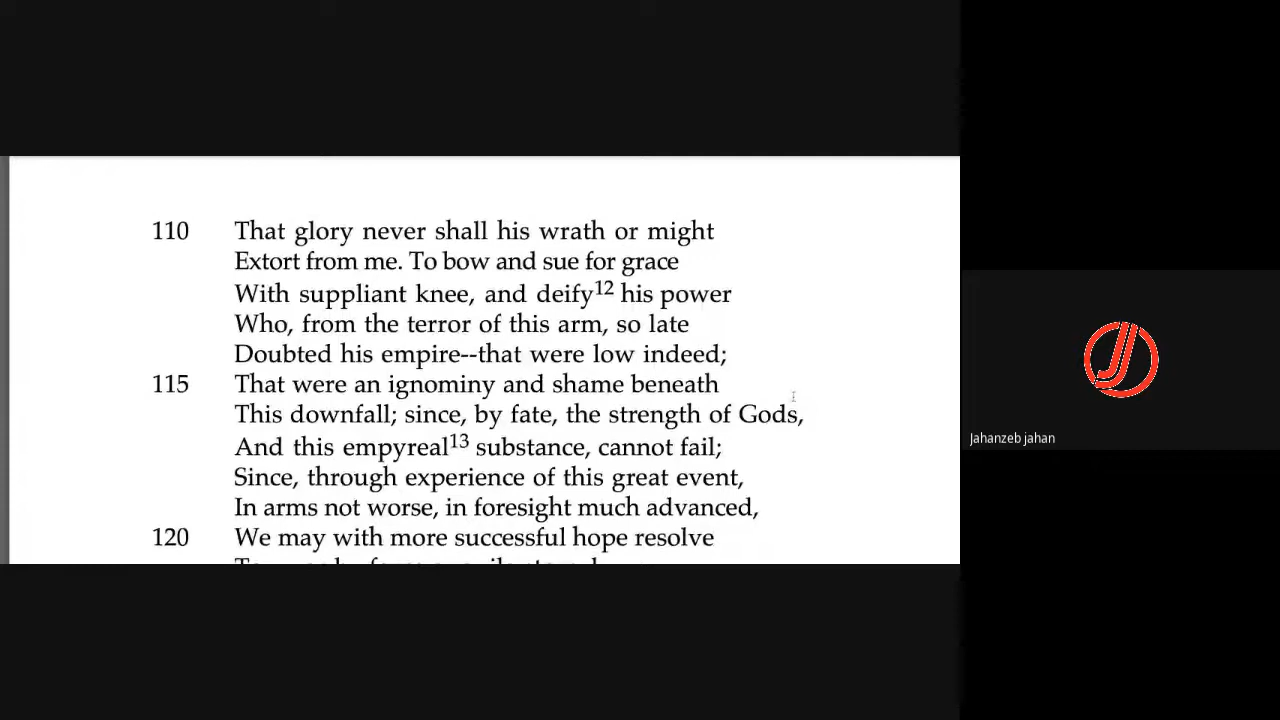 110 That glory never shall his wrath or might
Extort from me. To bow and sue for grace
With suppliant knee, and deify12 his power
Who, from the terror of this arm, so late
Doubted his empire--that were low indeed;
115 That were an ignominy and shame beneath
This downfall; since, by fate, the strength of Gods,
And this empyreal13 substance, cannot fail;
Since, through experience of this great event,
In arms not worse, in foresight much advanced,
120 We may with more successful hope resolve
Jahanzeb jahan